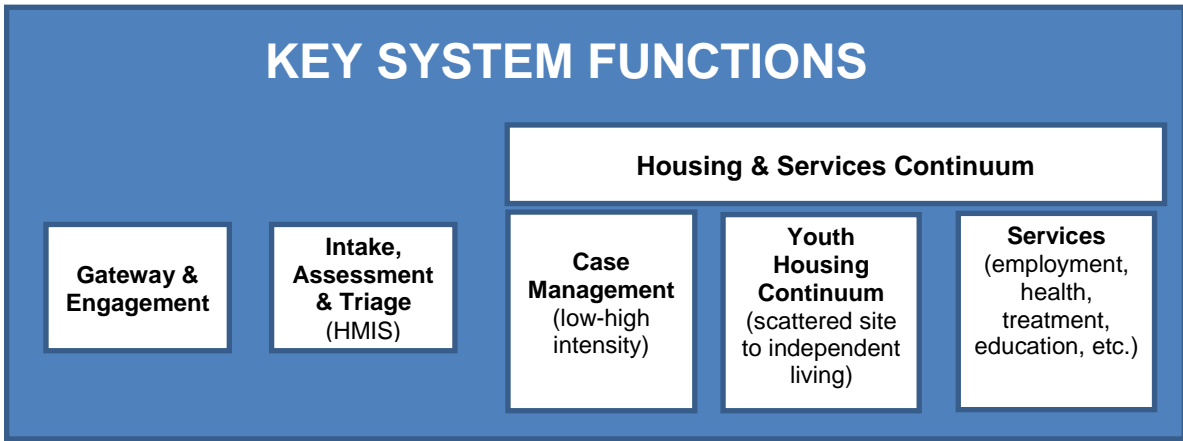 KEY SYSTEM FUNCTIONS
Housing & Services Continuum
Gateway &
Engagement
Intake,
Assessment
& Triage
(HMIS)
Case
Management
(low-high
intensity)
Youth
Housing
Continuum
(scattered site
to independent
living)
Services
(employment,
health,
treatment,
education, etc.)